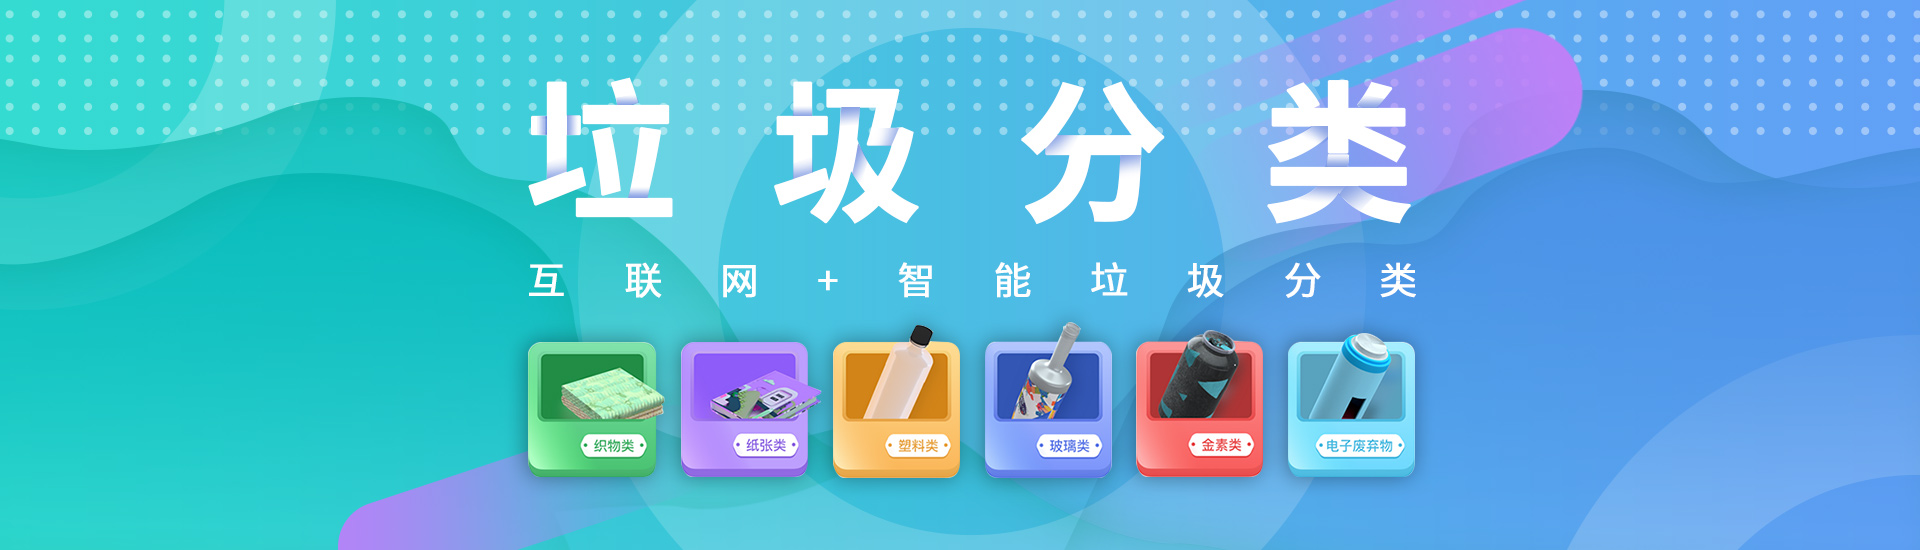 垃圾分类
互联网+智能垃圾分类
织物类
纸张类
塑料类
玻璃类
金素类
电子废弃物